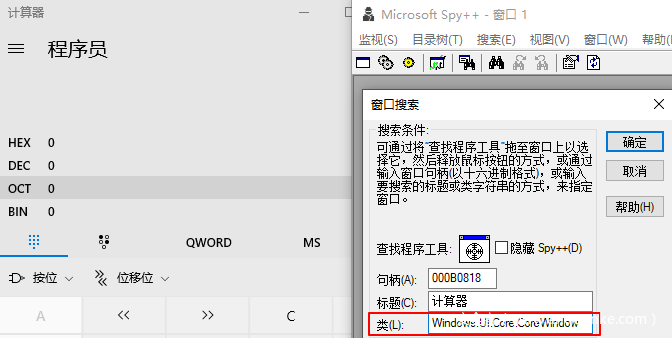 计算器
程序员
HEX 0
DEC 0
OCT 0
BIN 0
QWORD MS
按位 位移位
A << >> C
Microsoft Spy++ - 窗口 1
监视(S) 目录树(T) 搜索(E) 视图(V) 窗口(W) 帮助(H)
窗口搜索
搜索条件:
可通过将"查找程序工具"拖至窗口上以选
择它，然后释放鼠标按钮的方式，或通过
输入窗口句柄(以十六进制格式)，或输入
要搜索的标题或类字符串的方式，来指定
窗口。
确定
取消
帮助(H)
查找程序工具: 隐藏 Spy++(D)
句柄(A): 000B0818
标题(C): 计算器
类(L): Windows.UI.Core.CoreWindow